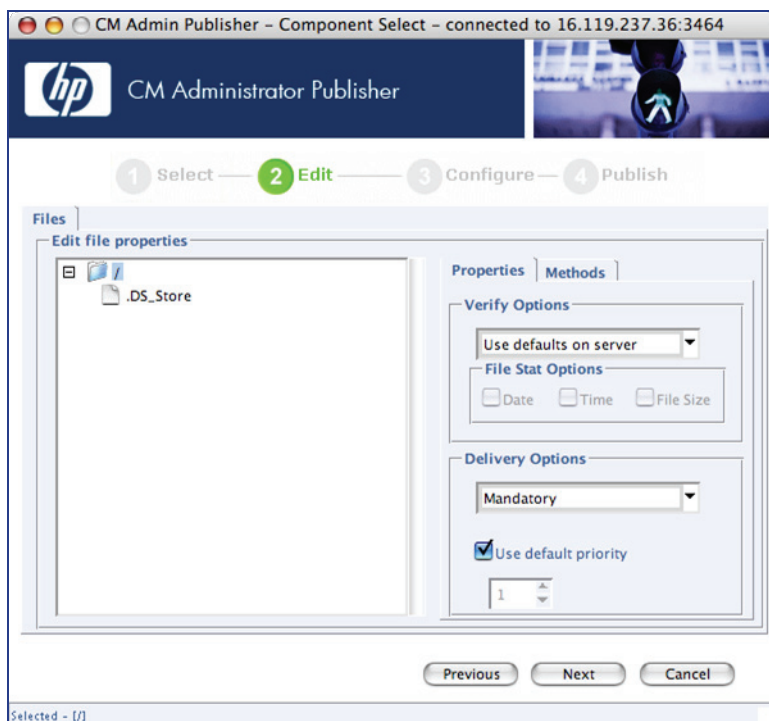 CM Admin Publisher – Component Select – connected to 16.119.237.36:3464
hp CM Administrator Publisher
1 Select 2 Edit 3 Configure 4 Publish
Files
Edit file properties
/
.DS_Store
Properties Methods
Verify Options
Use defaults on server
File Stat Options
Date Time File Size
Delivery Options
Mandatory
Use default priority
1
Previous Next Cancel
Selected - [/]